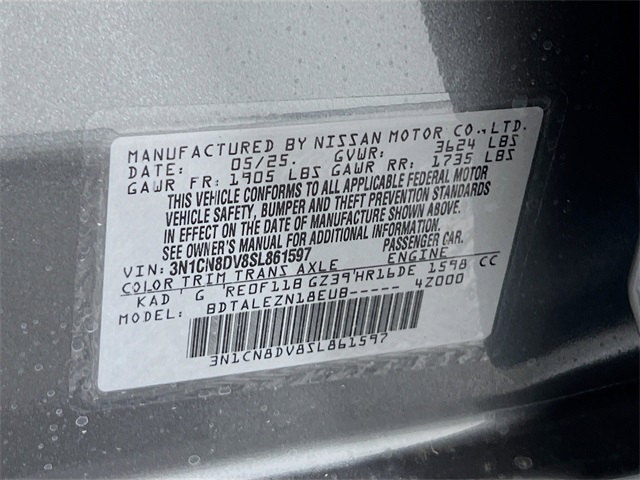 MANUFACTURED BY NISSAN MOTOR CO.,LTD.
DATE: 05/25. GVWR: 3624 LBS
GAWR FR: 1905 LBS GAWR RR: 1735 LBS
THIS VEHICLE CONFORMS TO ALL APPLICABLE FEDERAL MOTOR
VEHICLE SAFETY, BUMPER AND THEFT PREVENTION STANDARDS
IN EFFECT ON THE DATE OF MANUFACTURE SHOWN ABOVE.
SEE OWNER'S MANUAL FOR ADDITIONAL INFORMATION.
VIN: 3N1CN8DV8SL861597 PASSENGER CAR.
COLOR TRIM TRANS AXLE ENGINE
KAD G RE0F11B GZ39 HR16DE 1598 CC
MODEL: BDTALEZN18EUB----- 4Z000
3N1CN8DV8SL861597